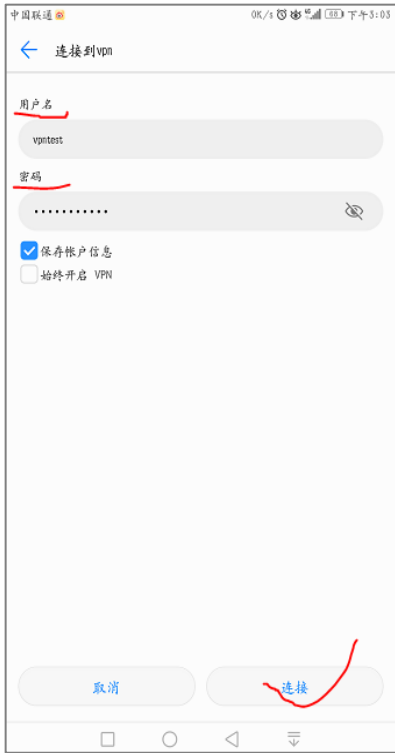 中国联通 0K/s 68 下午3:03
连接到vpn
用户名
vpntest
密码
•••••••••••
保存帐户信息
始终开启 VPN
取消 连接